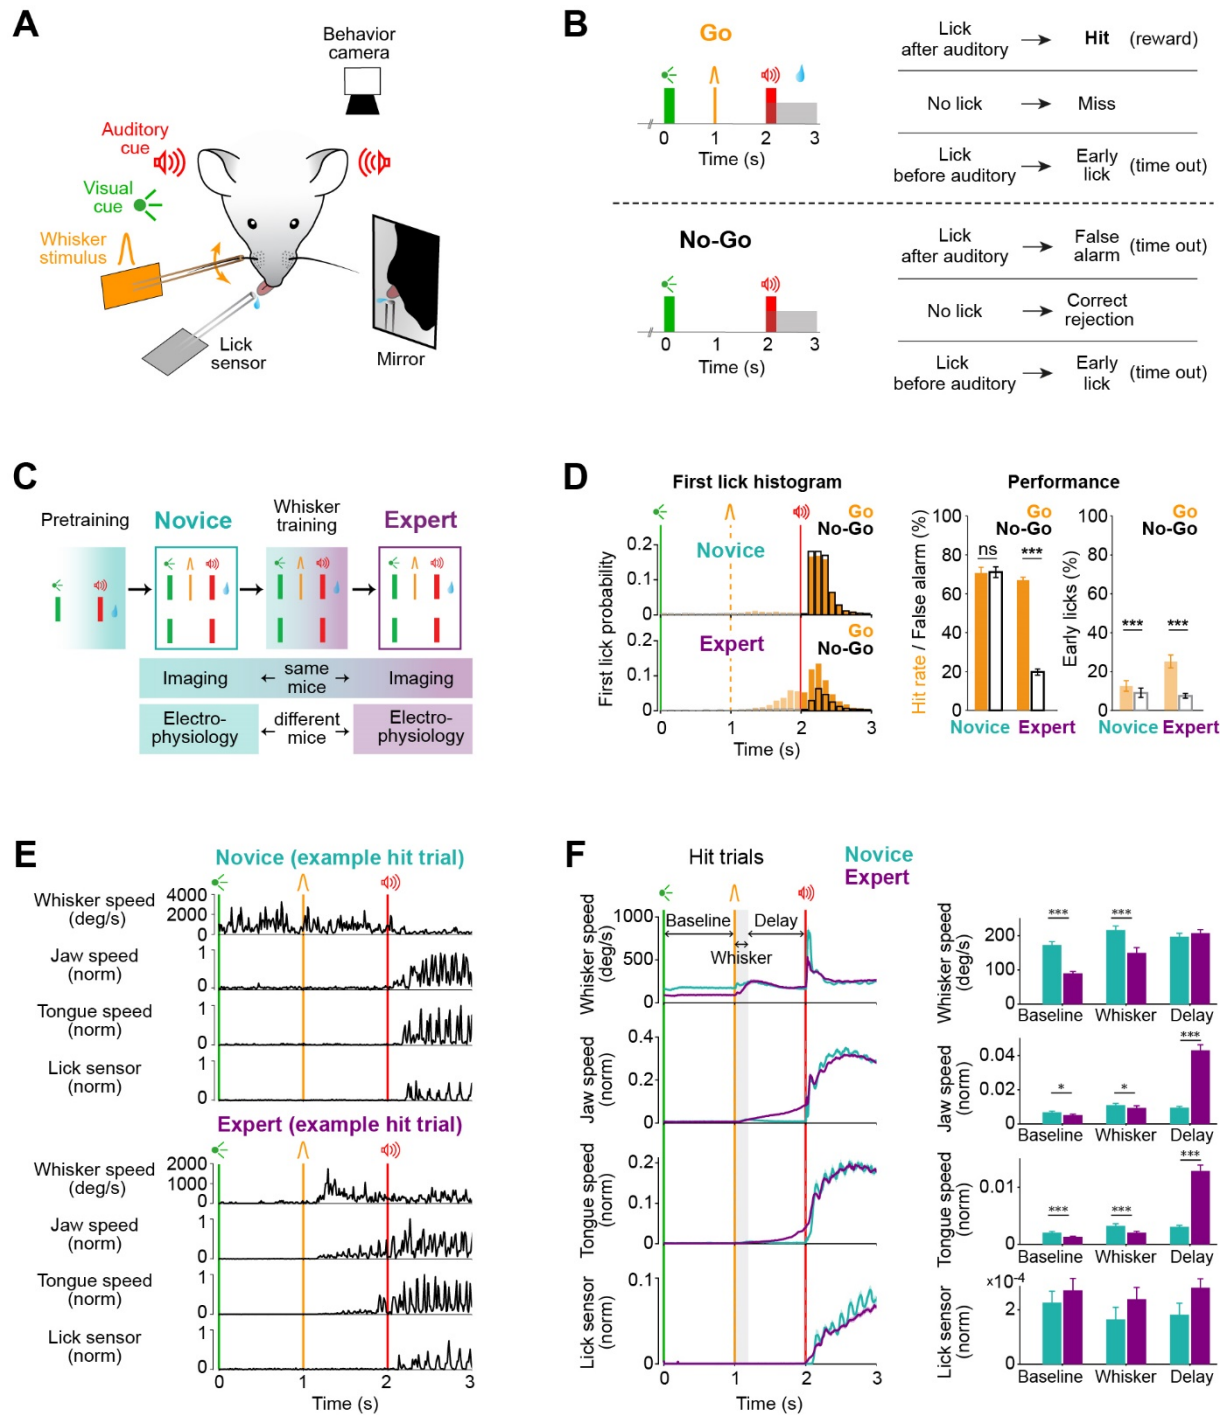 A
Behavior
camera
Auditory
cue
Visual
cue
Whisker
stimulus
Lick
sensor
Mirror
B
Go
0 1 2 3
Time (s)
Lick
after auditory
Hit (reward)
No lick
Miss
Lick
before auditory
Early
lick
(time out)
No-Go
0 1 2 3
Time (s)
Lick
after auditory
False
alarm
(time out)
No lick
Correct
rejection
Lick
before auditory
Early
lick
(time out)
C
Pretraining
Novice
Whisker
training
Expert
Imaging
same
mice
Imaging
Electro-
physiology
different
mice
Electro-
physiology
D
First lick histogram
Go
No-Go
Novice
0.2
0.1
0
Go
No-Go
Expert
0.2
0.1
0
First lick probability
0 1 2 3
Time (s)
Performance
Go
No-Go
Hit rate / False alarm (%)
100
80
60
40
20
0
ns
***
Novice Expert
Go
No-Go
Early licks (%)
100
80
60
40
20
0
***
***
Novice Expert
E
Novice (example hit trial)
Whisker speed
(deg/s)
4000
2000
0
Jaw speed
(norm)
1
0
Tongue speed
(norm)
1
0
Lick sensor
(norm)
1
0
Expert (example hit trial)
Whisker speed
(deg/s)
2000
1000
0
Jaw speed
(norm)
1
0
Tongue speed
(norm)
1
0
Lick sensor
(norm)
1
0
0 1 2 3
Time (s)
F
Hit trials
Novice
Expert
Whisker speed
(deg/s)
1000
500
0
Baseline
Delay
Whisker
Jaw speed
(norm)
0.4
0.2
0
Tongue speed
(norm)
0.2
0.1
0
Lick sensor
(norm)
0.1
0
0 1 2 3
Time (s)
Whisker speed
(deg/s)
200
100
0
***
***
Baseline Whisker Delay
Jaw speed
(norm)
0.04
0.02
0
*
*
***
Baseline Whisker Delay
Tongue speed
(norm)
0.01
0
***
***
***
Baseline Whisker Delay
Lick sensor
(norm)
x10-4
2
0
Baseline Whisker Delay